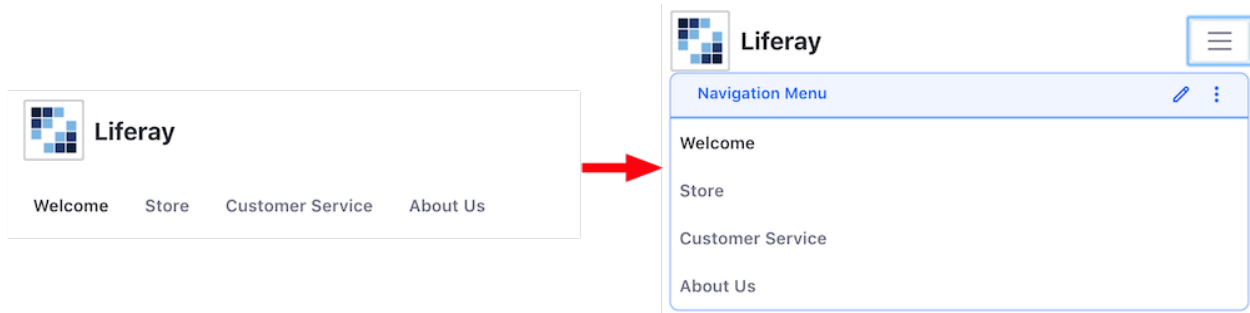 Liferay
Welcome Store Customer Service About Us
Liferay
Navigation Menu
Welcome
Store
Customer Service
About Us